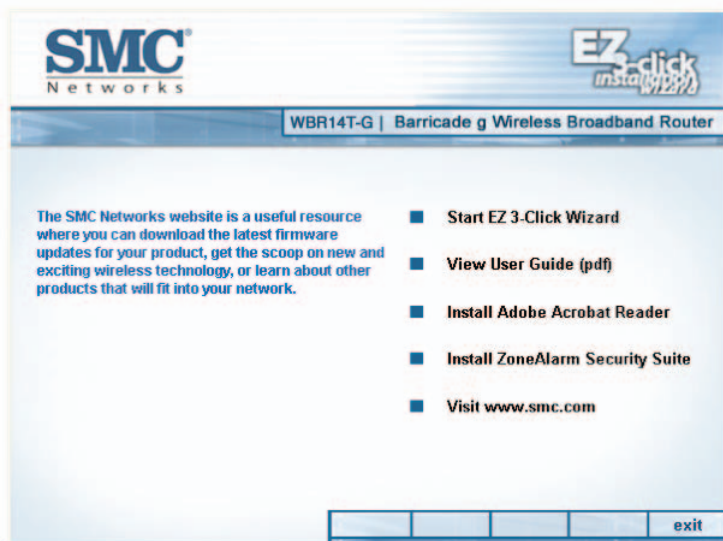 SMC®
Networks
EZ
3-click
installation
wizard
WBR14T-G | Barricade g Wireless Broadband Router
The SMC Networks website is a useful resource
where you can download the latest firmware
updates for your product, get the scoop on new and
exciting wireless technology, or learn about other
products that will fit into your network.
Start EZ 3-Click Wizard
View User Guide (pdf)
Install Adobe Acrobat Reader
Install ZoneAlarm Security Suite
Visit www.smc.com
exit